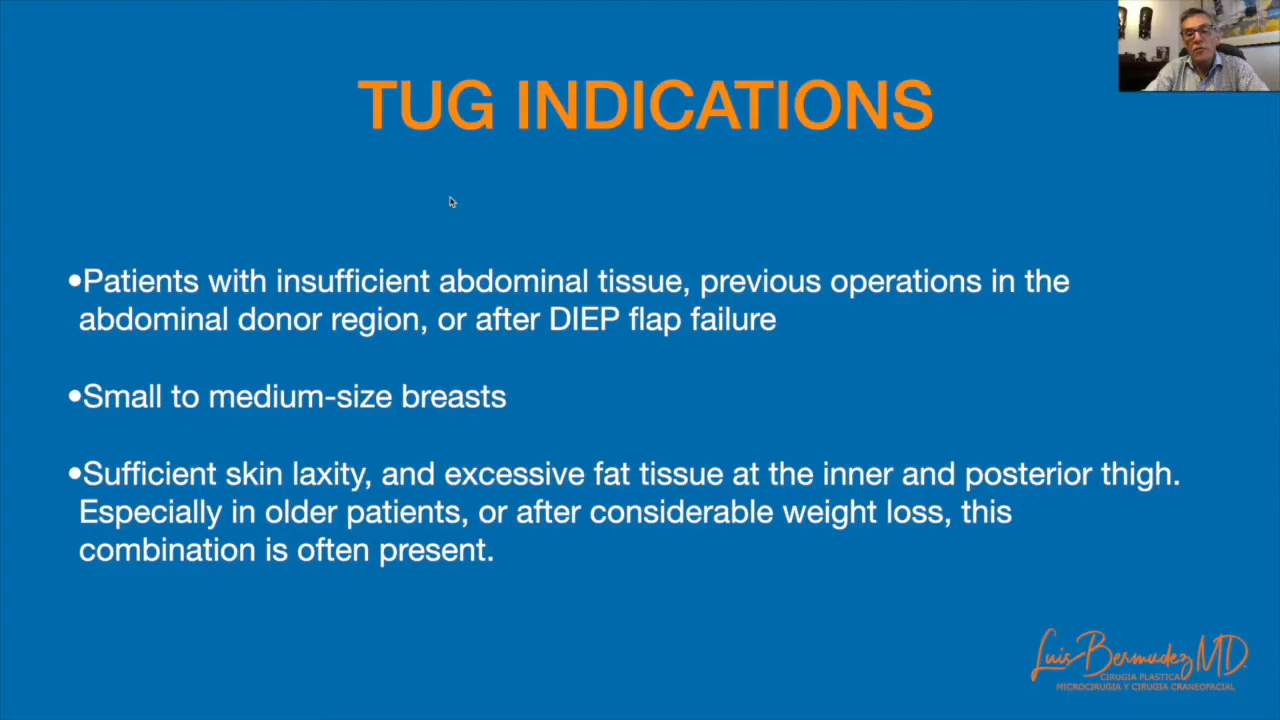 TUG INDICATIONS
•Patients with insufficient abdominal tissue, previous operations in the
abdominal donor region, or after DIEP flap failure
•Small to medium-size breasts
•Sufficient skin laxity, and excessive fat tissue at the inner and posterior thigh.
Especially in older patients, or after considerable weight loss, this
combination is often present.
Luis Bermudez MD.
CIRUGIA PLASTICA
MICROCIRUGIA Y CIRUGIA CRANEOFACIAL